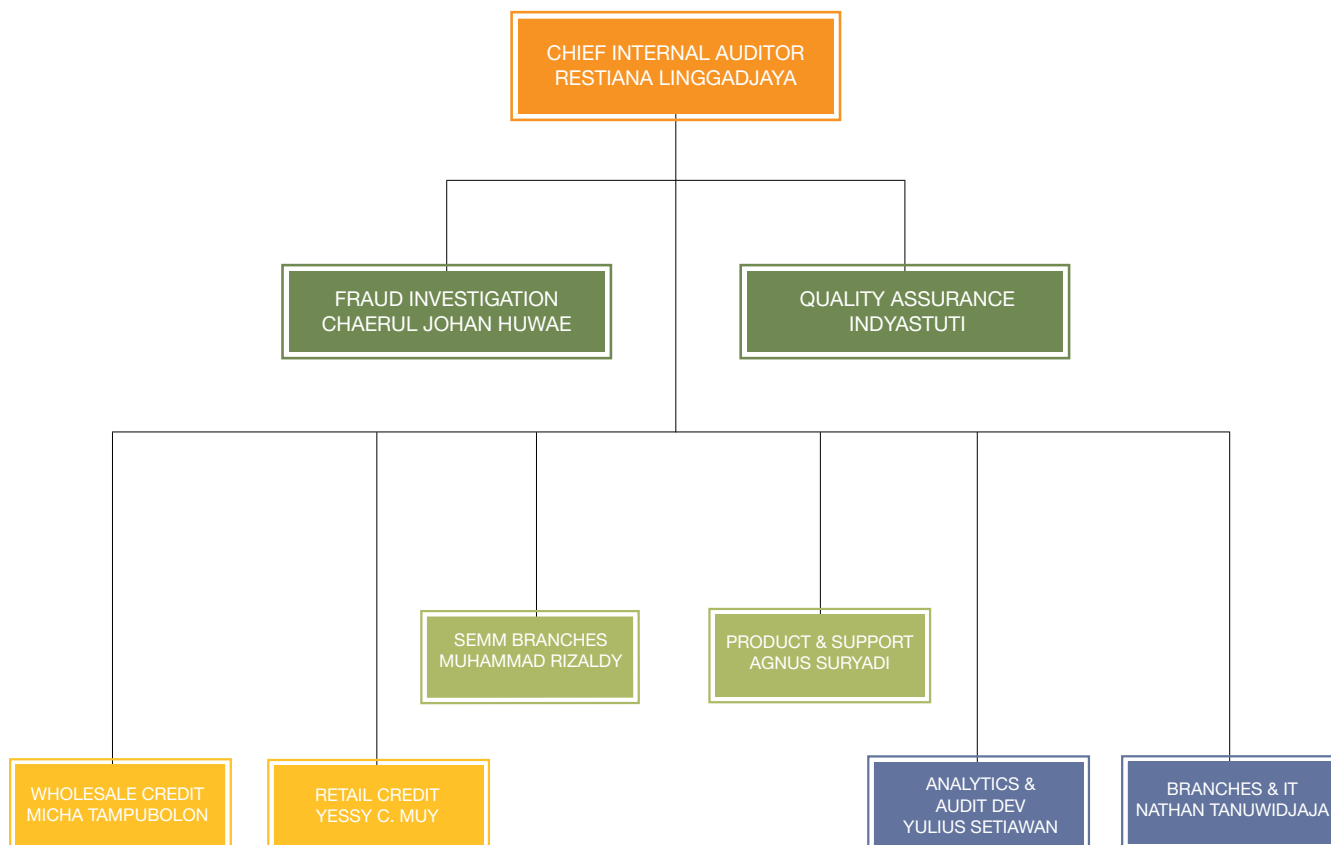 CHIEF INTERNAL AUDITOR
RESTIANA LINGGADJAYA
FRAUD INVESTIGATION
CHAERUL JOHAN HUWAE
QUALITY ASSURANCE
INDYASTUTI
SEMM BRANCHES
MUHAMMAD RIZALDY
PRODUCT & SUPPORT
AGNUS SURYADI
WHOLESALE CREDIT
MICHA TAMPUBOLON
RETAIL CREDIT
YESSY C. MUY
ANALYTICS &
AUDIT DEV
YULIUS SETIAWAN
BRANCHES & IT
NATHAN TANUWIDJAJA